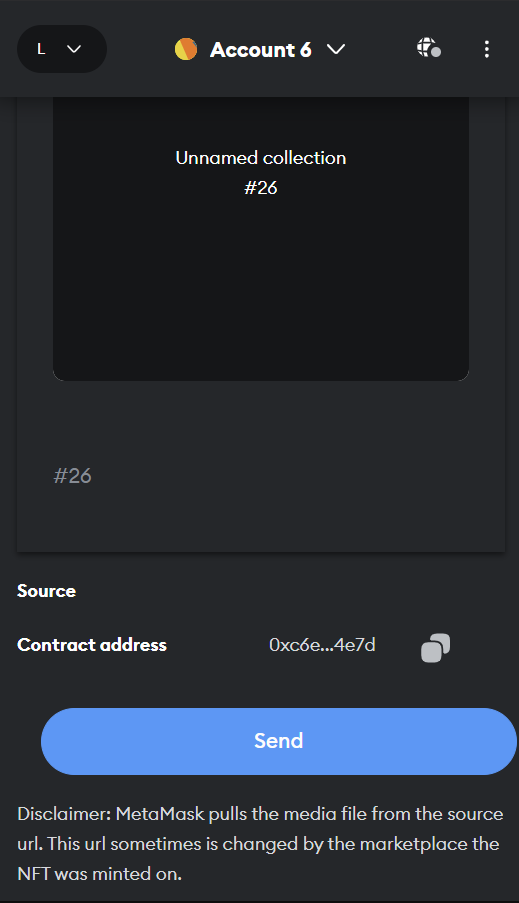 L
Account 6
Unnamed collection
#26
#26
Source
Contract address 0xc6e...4e7d
Send
Disclaimer: MetaMask pulls the media file from the source
url. This url sometimes is changed by the marketplace the
NFT was minted on.